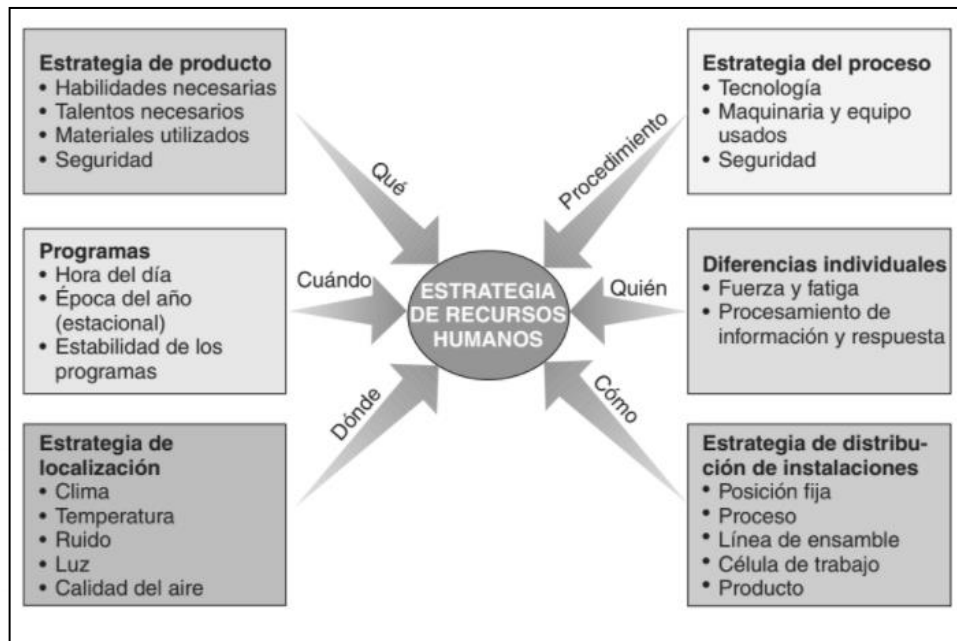 Estrategia de producto
• Habilidades necesarias
• Talentos necesarios
• Materiales utilizados
• Seguridad
Qué
Programas
• Hora del día
• Época del año
(estacional)
• Estabilidad de los
programas
Cuándo
Estrategia de
localización
• Clima
• Temperatura
• Ruido
• Luz
• Calidad del aire
Dónde
ESTRATEGIA
DE RECURSOS
HUMANOS
Estrategia del proceso
• Tecnología
• Maquinaria y equipo
usados
• Seguridad
Procedimiento
Diferencias individuales
• Fuerza y fatiga
• Procesamiento de
información y respuesta
Quién
Estrategia de distribu-
ción de instalaciones
• Posición fija
• Proceso
• Línea de ensamble
• Célula de trabajo
• Producto
Cómo